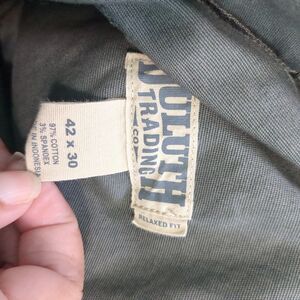 DULUTH
TRADING
CO
RELAXED FIT
42 x 30
97% COTTON
3% SPANDEX
MADE IN INDONESIA